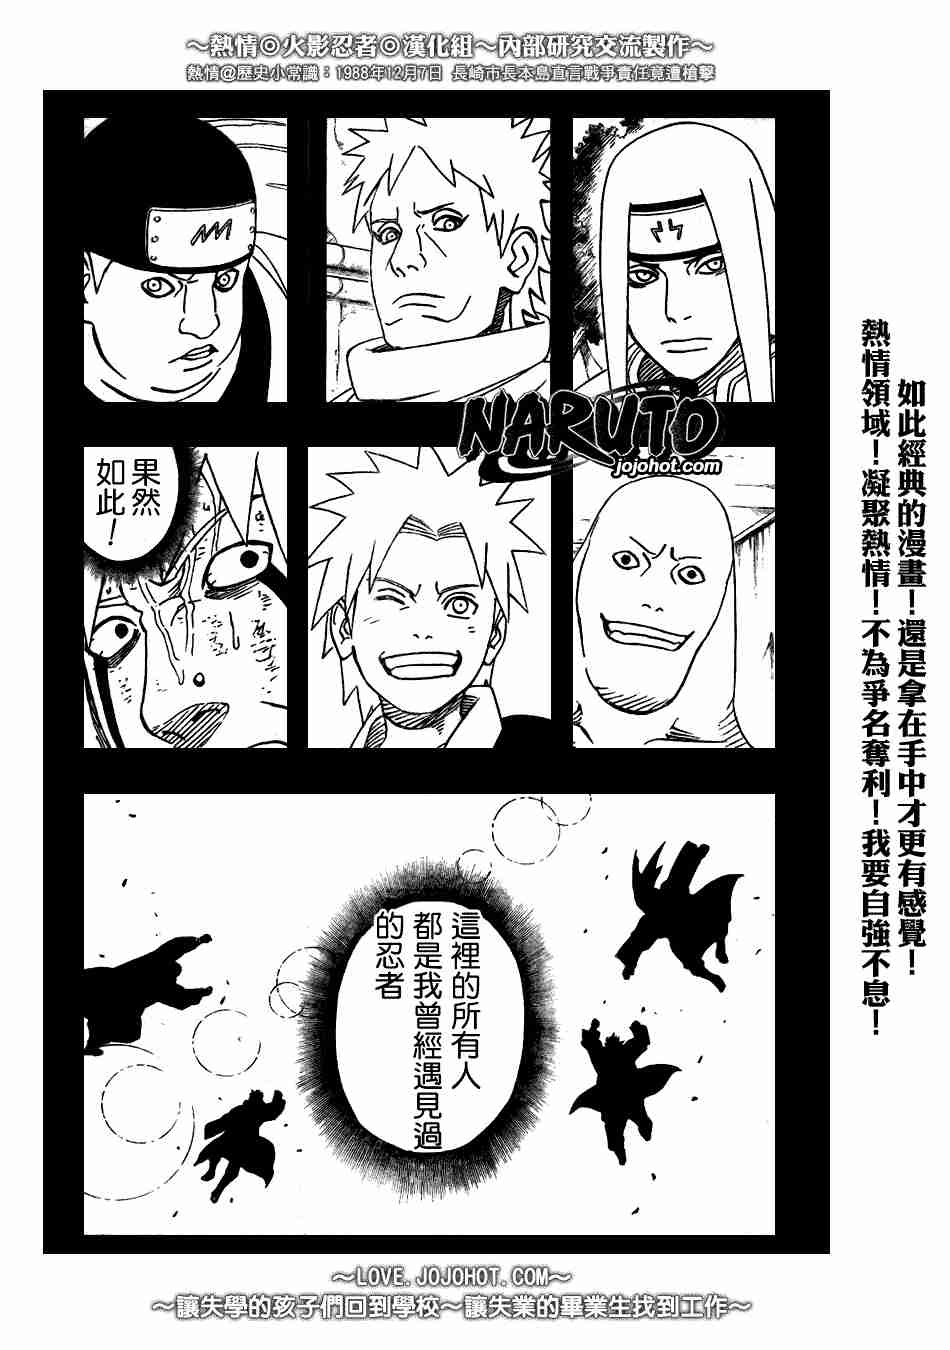 ～熱情◎火影忍者◎漢化組～內部研究交流製作～
熱情@歷史小常識：1988年12月7日 長崎市長本島直言戰爭責任竟遭槍擊
NARUTO
jojohot.com
果然
如此！
這裡的所有人
都是我曾經遇見過
的忍者
如此經典的漫畫！還是拿在手中才更有感覺！
熱情領域！凝聚熱情！不為爭名奪利！我要自強不息！
～LOVE.JOJOHOT.COM～
～讓失學的孩子們回到學校～讓失業的畢業生找到工作～